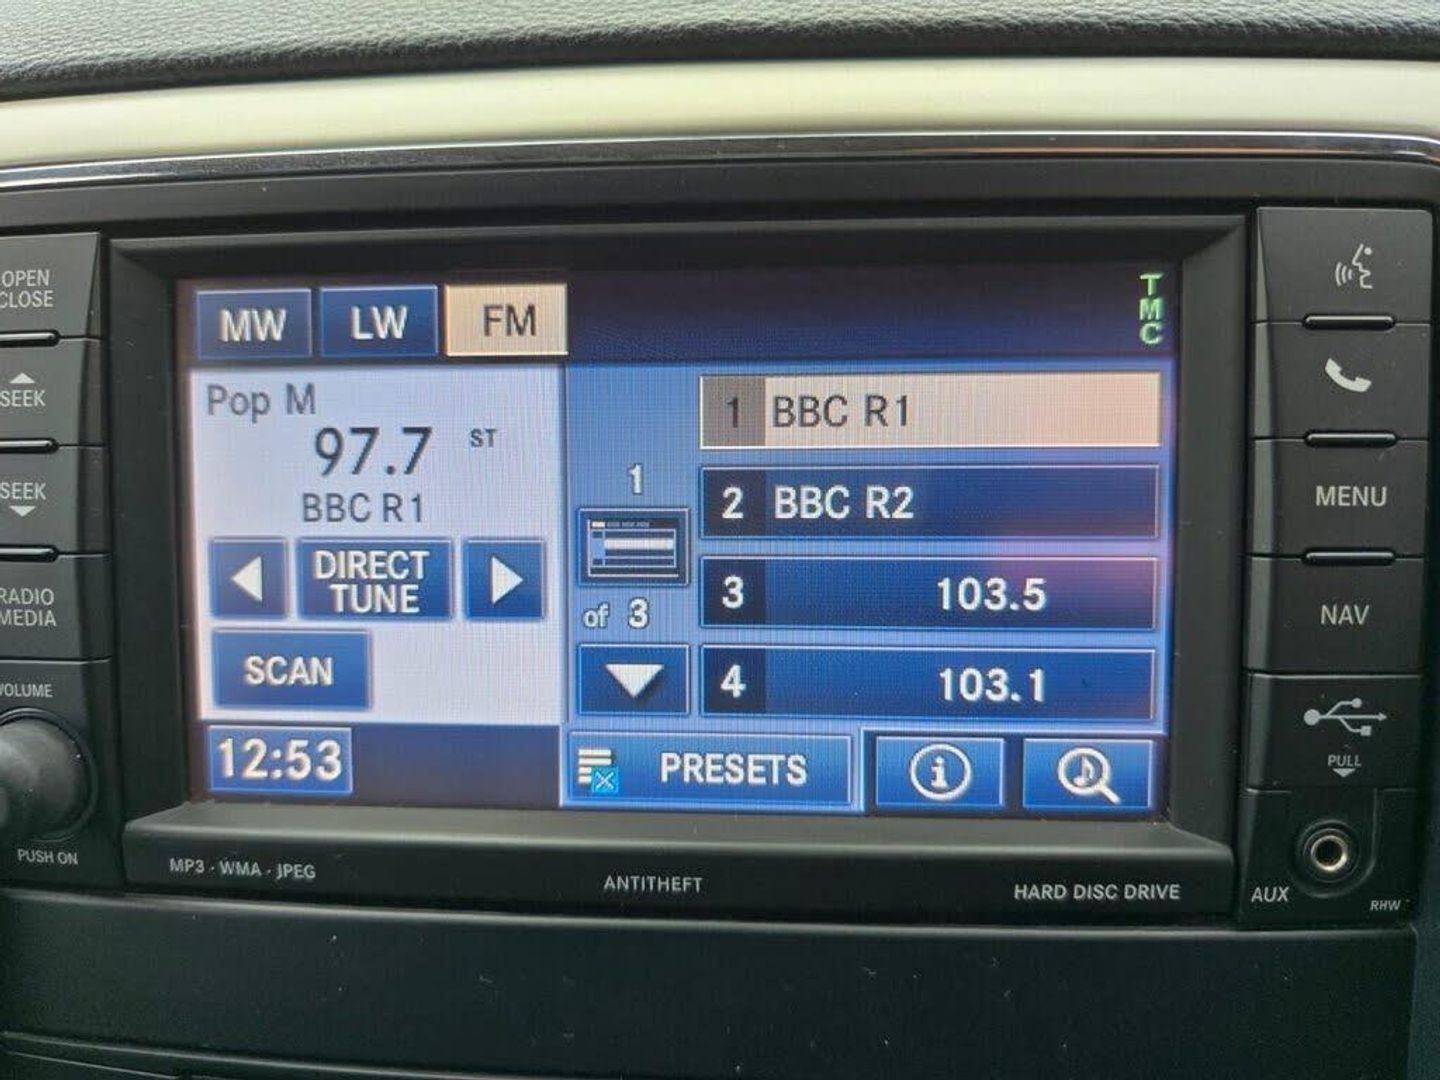 OPEN
CLOSE
SEEK
SEEK
RADIO
MEDIA
VOLUME
PUSH ON
MW
LW
FM
TMC
Pop M
97.7 ST
BBC R1
DIRECT
TUNE
SCAN
12:53
1
of 3
1 BBC R1
2 BBC R2
3 103.5
4 103.1
PRESETS
i
MENU
NAV
PULL
AUX
RHW
MP3 - WMA - JPEG
ANTITHEFT
HARD DISC DRIVE